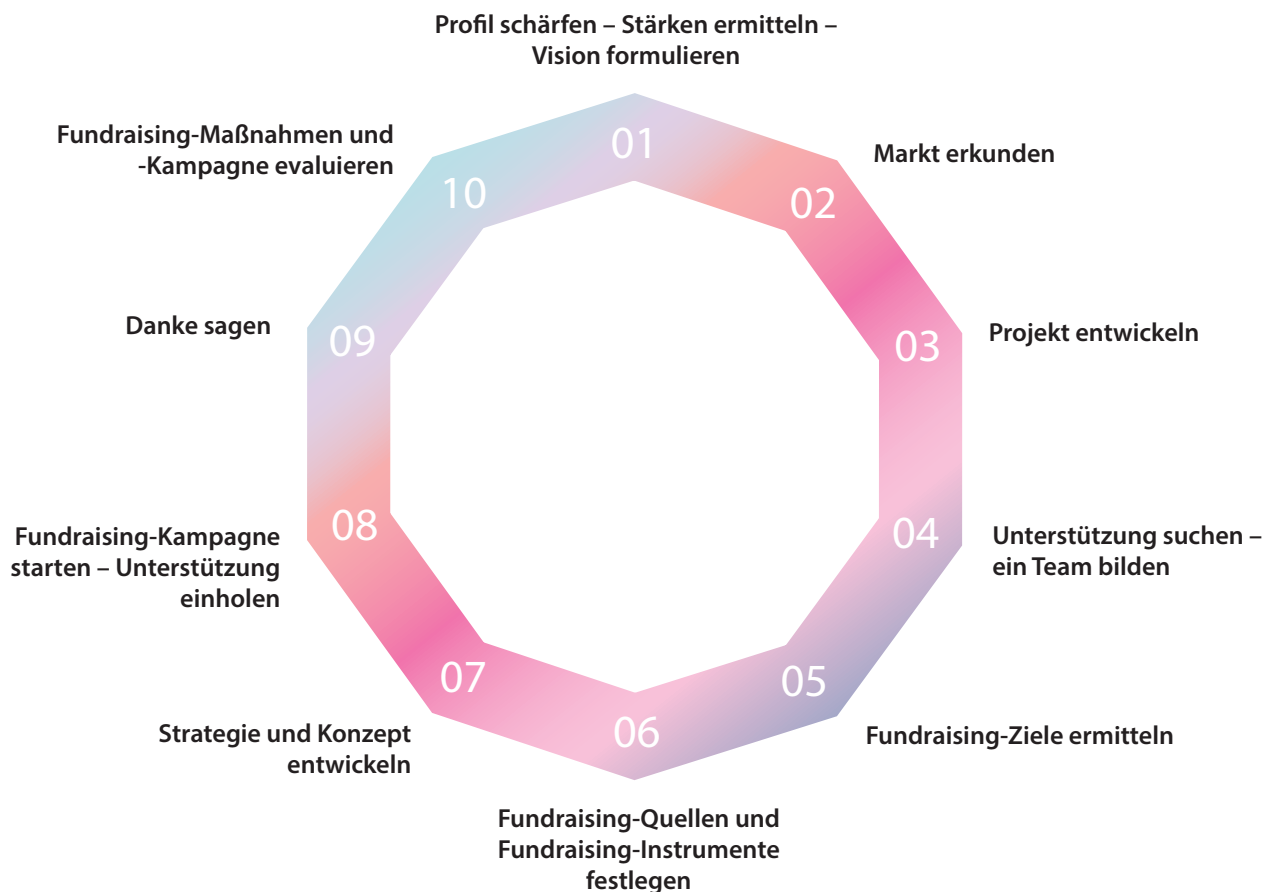 Profil schärfen – Stärken ermitteln –
Vision formulieren
01
Markt erkunden
02
Projekt entwickeln
03
Unterstützung suchen –
ein Team bilden
04
Fundraising-Ziele ermitteln
05
Fundraising-Quellen und
Fundraising-Instrumente
festlegen
06
Strategie und Konzept
entwickeln
07
Fundraising-Kampagne
starten – Unterstützung
einholen
08
Danke sagen
09
Fundraising-Maßnahmen und
-Kampagne evaluieren
10